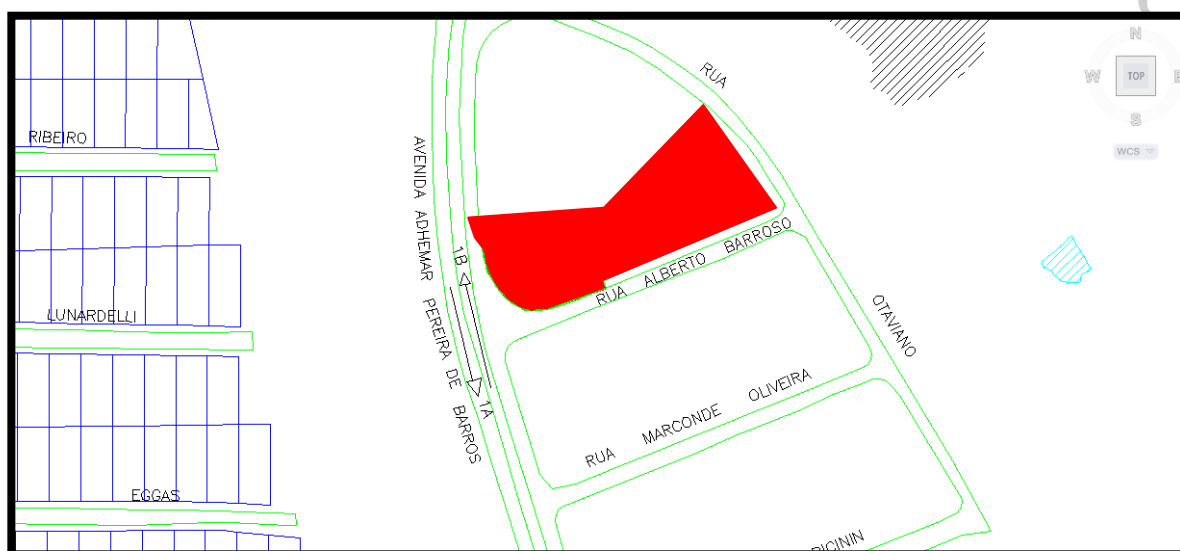 N
W
TOP
E
S
WCS
RUA
RIBEIRO
AVENIDA ADHEMAR PEREIRA DE BARROS
1B
RUA ALBERTO BARROSO
OTAVIANO
LUNARDELLI
1A
RUA MARCONDE OLIVEIRA
EGGAS